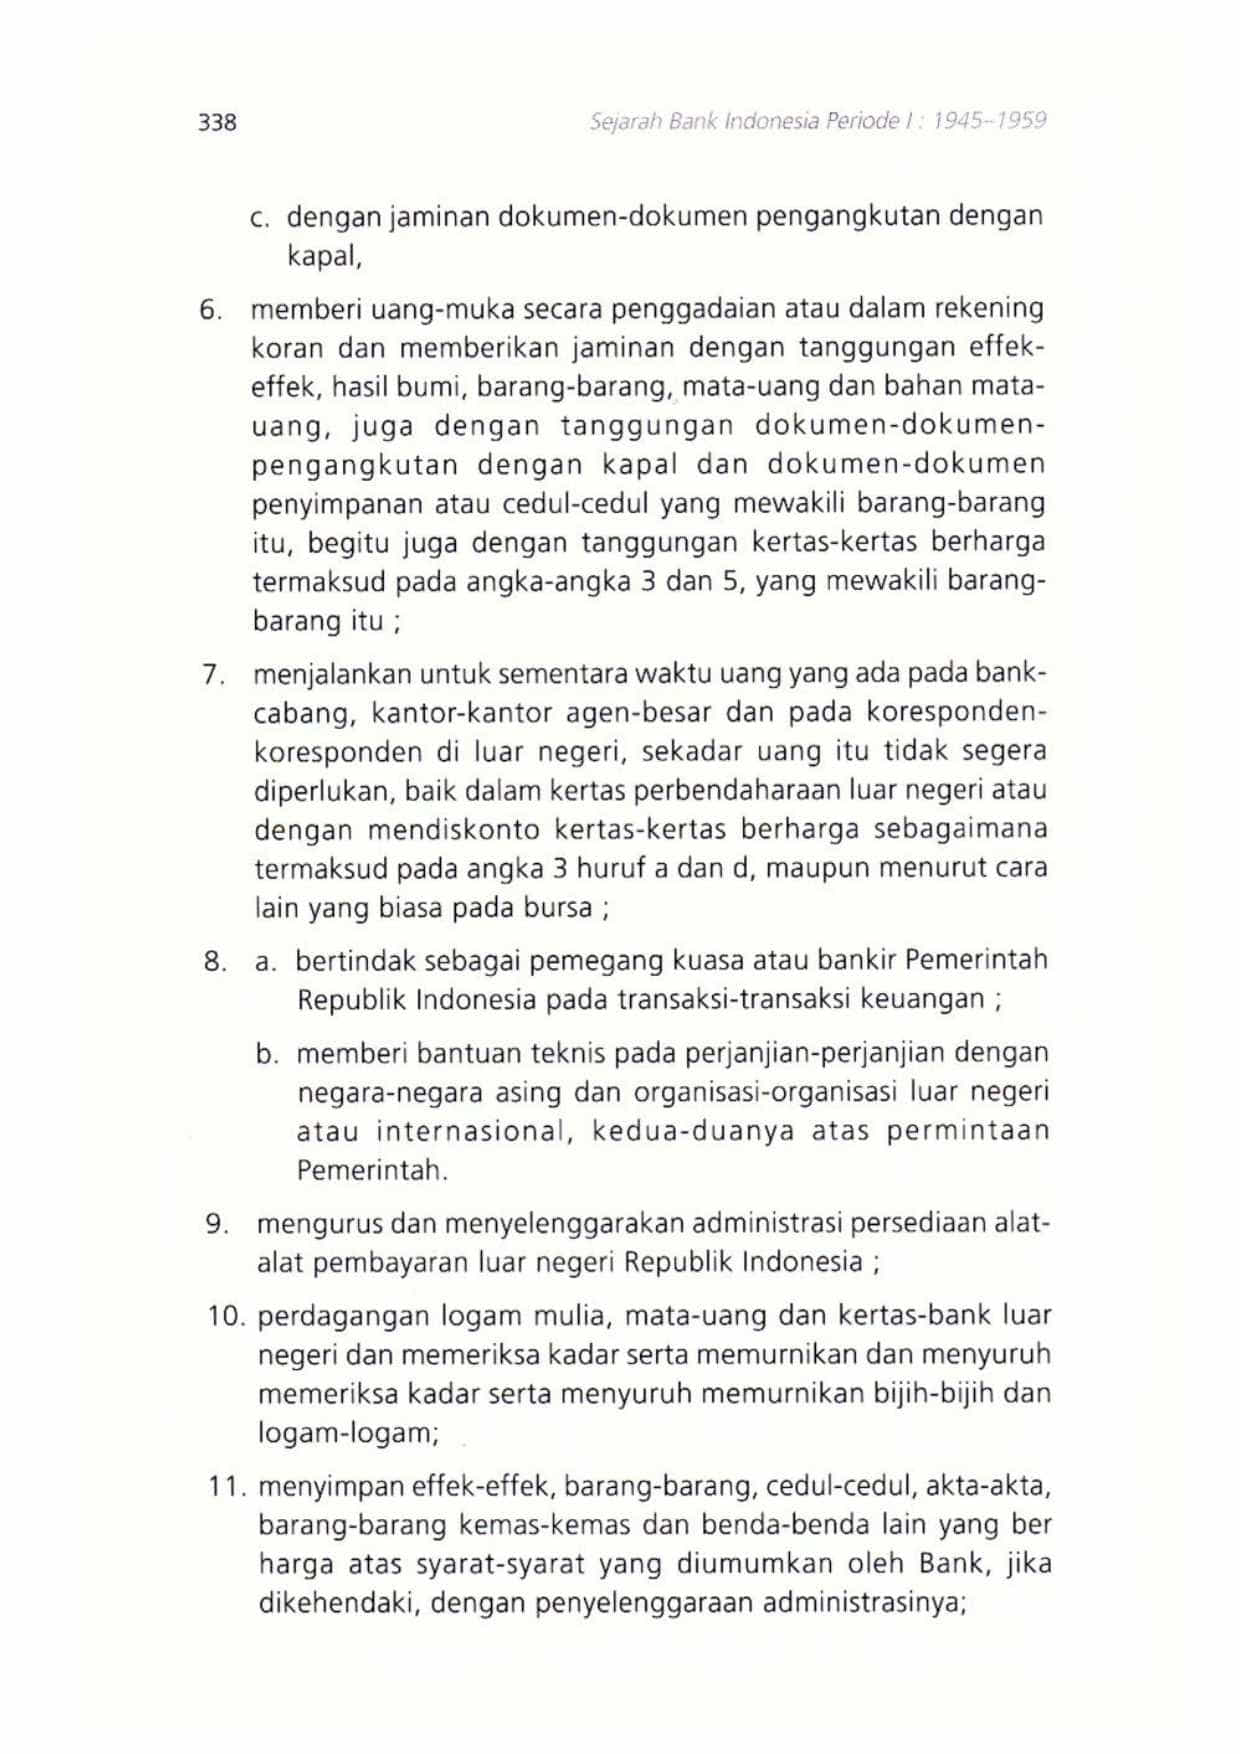 338
Sejarah Bank Indonesia Periode I : 1945–1959
c. dengan jaminan dokumen-dokumen pengangkutan dengan
kapal,
6. memberi uang-muka secara penggadaian atau dalam rekening
koran dan memberikan jaminan dengan tanggungan effek-
effek, hasil bumi, barang-barang, mata-uang dan bahan mata-
uang, juga dengan tanggungan dokumen-dokumen-
pengangkutan dengan kapal dan dokumen-dokumen
penyimpanan atau cedul-cedul yang mewakili barang-barang
itu, begitu juga dengan tanggungan kertas-kertas berharga
termaksud pada angka-angka 3 dan 5, yang mewakili barang-
barang itu ;
7. menjalankan untuk sementara waktu uang yang ada pada bank-
cabang, kantor-kantor agen-besar dan pada koresponden-
koresponden di luar negeri, sekadar uang itu tidak segera
diperlukan, baik dalam kertas perbendaharaan luar negeri atau
dengan mendiskonto kertas-kertas berharga sebagaimana
termaksud pada angka 3 huruf a dan d, maupun menurut cara
lain yang biasa pada bursa ;
8. a. bertindak sebagai pemegang kuasa atau bankir Pemerintah
Republik Indonesia pada transaksi-transaksi keuangan ;
b. memberi bantuan teknis pada perjanjian-perjanjian dengan
negara-negara asing dan organisasi-organisasi luar negeri
atau internasional, kedua-duanya atas permintaan
Pemerintah.
9. mengurus dan menyelenggarakan administrasi persediaan alat-
alat pembayaran luar negeri Republik Indonesia ;
10. perdagangan logam mulia, mata-uang dan kertas-bank luar
negeri dan memeriksa kadar serta memurnikan dan menyuruh
memeriksa kadar serta menyuruh memurnikan bijih-bijih dan
logam-logam;
11. menyimpan effek-effek, barang-barang, cedul-cedul, akta-akta,
barang-barang kemas-kemas dan benda-benda lain yang ber
harga atas syarat-syarat yang diumumkan oleh Bank, jika
dikehendaki, dengan penyelenggaraan administrasinya;